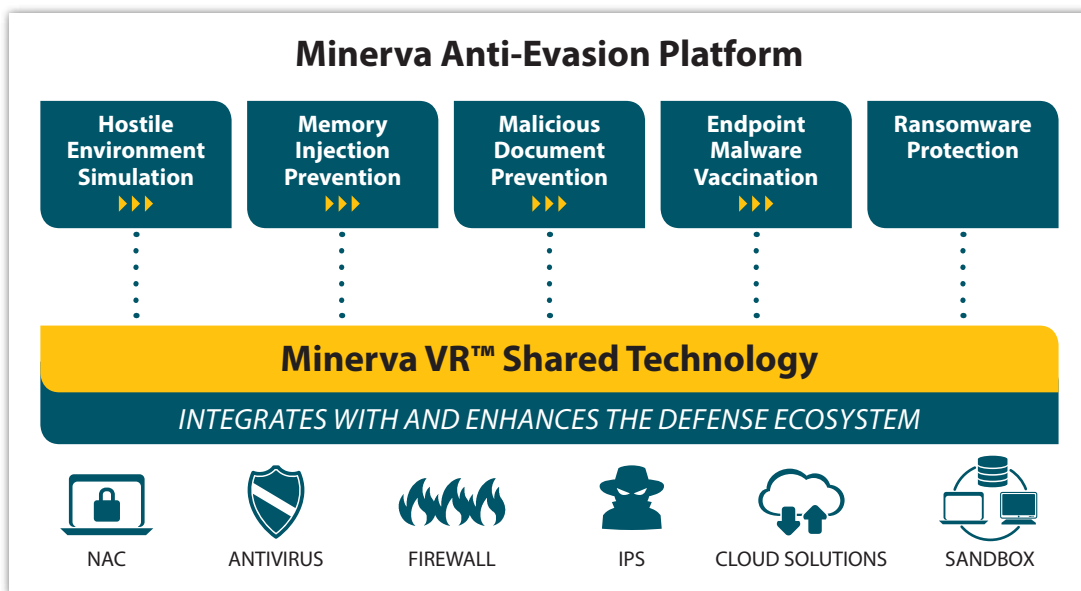 Minerva Anti-Evasion Platform
Hostile
Environment
Simulation
Memory
Injection
Prevention
Malicious
Document
Prevention
Endpoint
Malware
Vaccination
Ransomware
Protection
Minerva VR™ Shared Technology
INTEGRATES WITH AND ENHANCES THE DEFENSE ECOSYSTEM
NAC
ANTIVIRUS
FIREWALL
IPS
CLOUD SOLUTIONS
SANDBOX